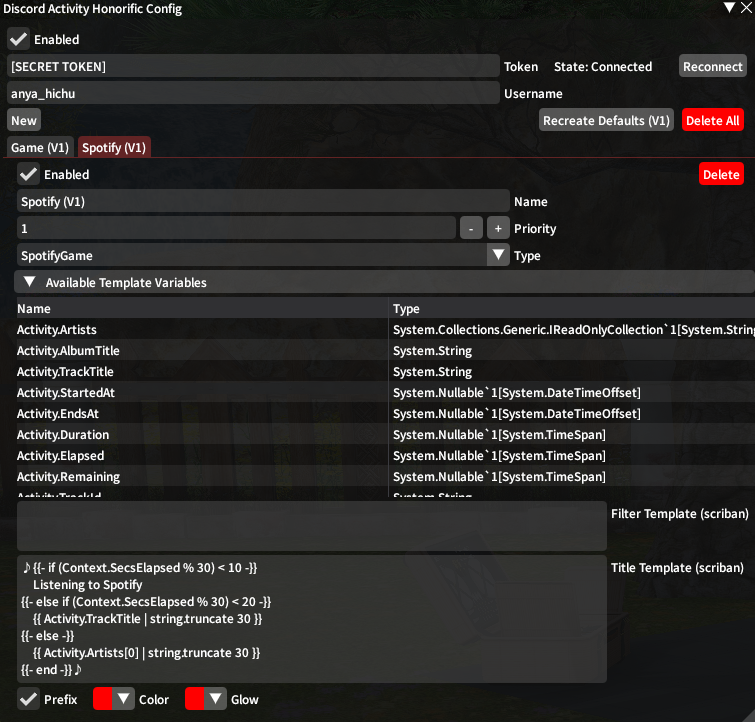 Discord Activity Honorific Config
Enabled
[SECRET TOKEN] Token State: Connected Reconnect
anya_hichu Username
New Recreate Defaults (V1) Delete All
Game (V1) Spotify (V1)
Enabled Delete
Spotify (V1) Name
1 - + Priority
SpotifyGame Type
Available Template Variables
Name Type
Activity.Artists System.Collections.Generic.IReadOnlyCollection`1[System.String
Activity.AlbumTitle System.String
Activity.TrackTitle System.String
Activity.StartedAt System.Nullable`1[System.DateTimeOffset]
Activity.EndsAt System.Nullable`1[System.DateTimeOffset]
Activity.Duration System.Nullable`1[System.TimeSpan]
Activity.Elapsed System.Nullable`1[System.TimeSpan]
Activity.Remaining System.Nullable`1[System.TimeSpan]
Activity.TrackId System.String
Filter Template (scriban)
♪{{- if (Context.SecsElapsed % 30) < 10 -}} Title Template (scriban)
Listening to Spotify
{{- else if (Context.SecsElapsed % 30) < 20 -}}
{{ Activity.TrackTitle | string.truncate 30 }}
{{- else -}}
{{ Activity.Artists[0] | string.truncate 30 }}
{{- end -}}♪
Prefix Color Glow